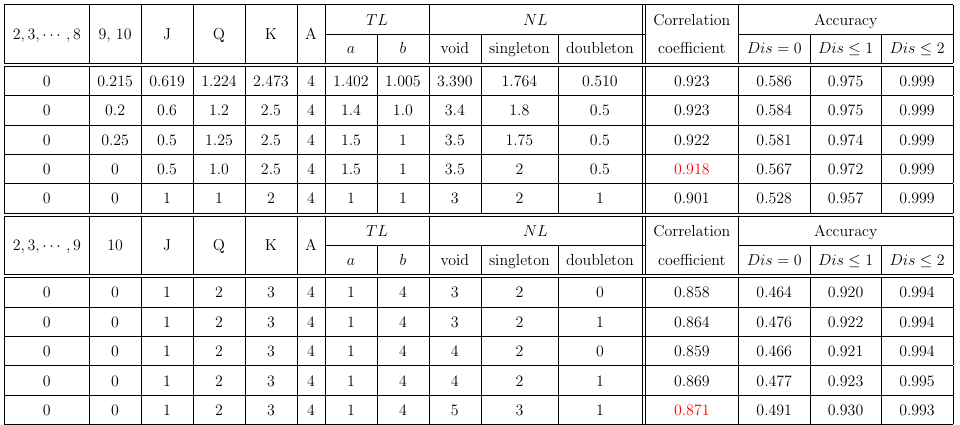 2, 3, ··· , 8 9, 10 J Q K A TL NL Correlation Accuracy
a b void singleton doubleton coefficient Dis = 0 Dis ≤ 1 Dis ≤ 2
0 0.215 0.619 1.224 2.473 4 1.402 1.005 3.390 1.764 0.510 0.923 0.586 0.975 0.999
0 0.2 0.6 1.2 2.5 4 1.4 1.0 3.4 1.8 0.5 0.923 0.584 0.975 0.999
0 0.25 0.5 1.25 2.5 4 1.5 1 3.5 1.75 0.5 0.922 0.581 0.974 0.999
0 0 0.5 1.0 2.5 4 1.5 1 3.5 2 0.5 0.918 0.567 0.972 0.999
0 0 1 1 2 4 1 1 3 2 1 0.901 0.528 0.957 0.999
2, 3, ··· , 9 10 J Q K A TL NL Correlation Accuracy
a b void singleton doubleton coefficient Dis = 0 Dis ≤ 1 Dis ≤ 2
0 0 1 2 3 4 1 4 3 2 0 0.858 0.464 0.920 0.994
0 0 1 2 3 4 1 4 3 2 1 0.864 0.476 0.922 0.994
0 0 1 2 3 4 1 4 4 2 0 0.859 0.466 0.921 0.994
0 0 1 2 3 4 1 4 4 2 1 0.869 0.477 0.923 0.995
0 0 1 2 3 4 1 4 5 3 1 0.871 0.491 0.930 0.993